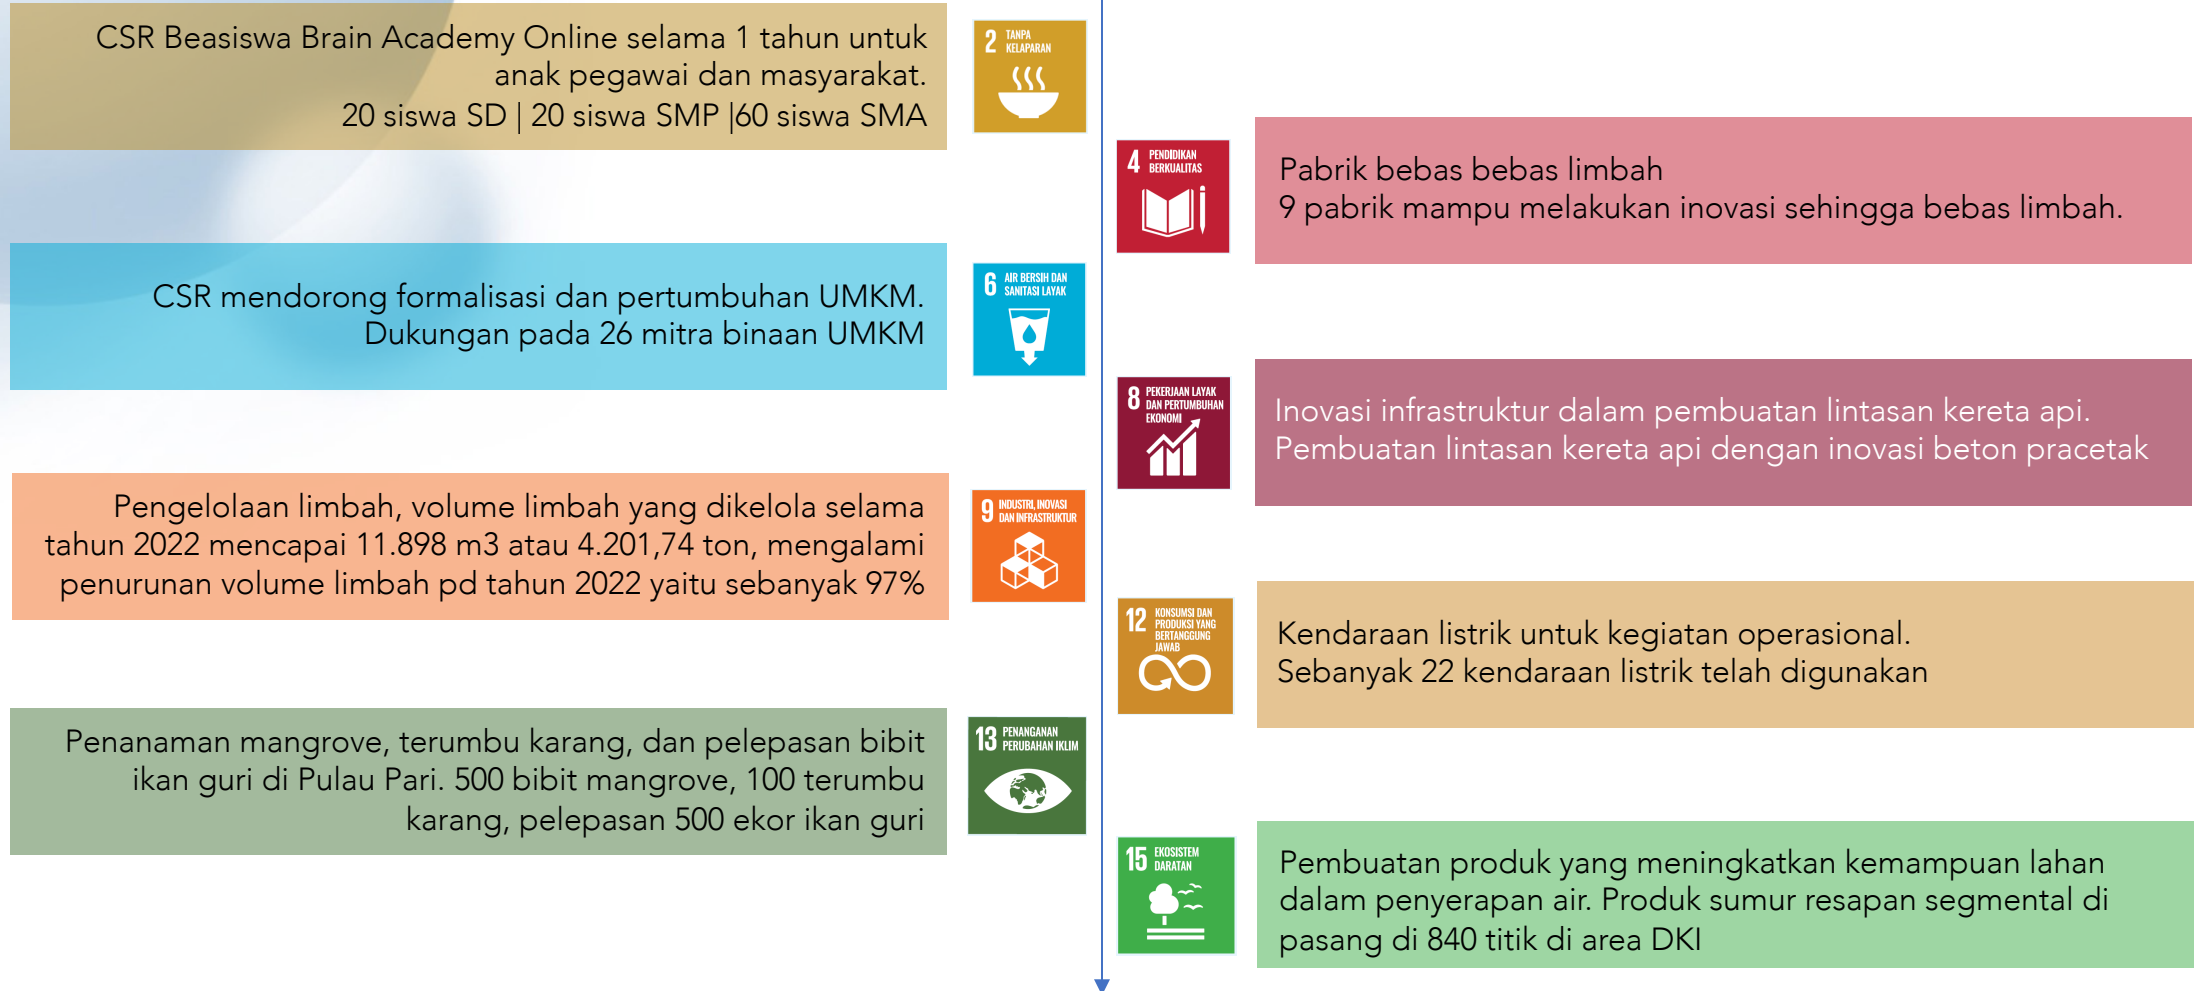 CSR Beasiswa Brain Academy Online selama 1 tahun untuk
anak pegawai dan masyarakat.
20 siswa SD | 20 siswa SMP |60 siswa SMA
2 TANPA
KELAPARAN
4 PENDIDIKAN
BERKUALITAS
Pabrik bebas bebas limbah
9 pabrik mampu melakukan inovasi sehingga bebas limbah.
CSR mendorong formalisasi dan pertumbuhan UMKM.
Dukungan pada 26 mitra binaan UMKM
6 AIR BERSIH DAN
SANITASI LAYAK
8 PEKERJAAN LAYAK
DAN PERTUMBUHAN
EKONOMI
Inovasi infrastruktur dalam pembuatan lintasan kereta api.
Pembuatan lintasan kereta api dengan inovasi beton pracetak
Pengelolaan limbah, volume limbah yang dikelola selama
tahun 2022 mencapai 11.898 m3 atau 4.201,74 ton, mengalami
penurunan volume limbah pd tahun 2022 yaitu sebanyak 97%
9 INDUSTRI, INOVASI
DAN INFRASTRUKTUR
12 KONSUMSI DAN
PRODUKSI YANG
BERTANGGUNG
JAWAB
Kendaraan listrik untuk kegiatan operasional.
Sebanyak 22 kendaraan listrik telah digunakan
Penanaman mangrove, terumbu karang, dan pelepasan bibit
ikan guri di Pulau Pari. 500 bibit mangrove, 100 terumbu
karang, pelepasan 500 ekor ikan guri
13 PENANGANAN
PERUBAHAN IKLIM
15 EKOSISTEM
DARATAN
Pembuatan produk yang meningkatkan kemampuan lahan
dalam penyerapan air. Produk sumur resapan segmental di
pasang di 840 titik di area DKI